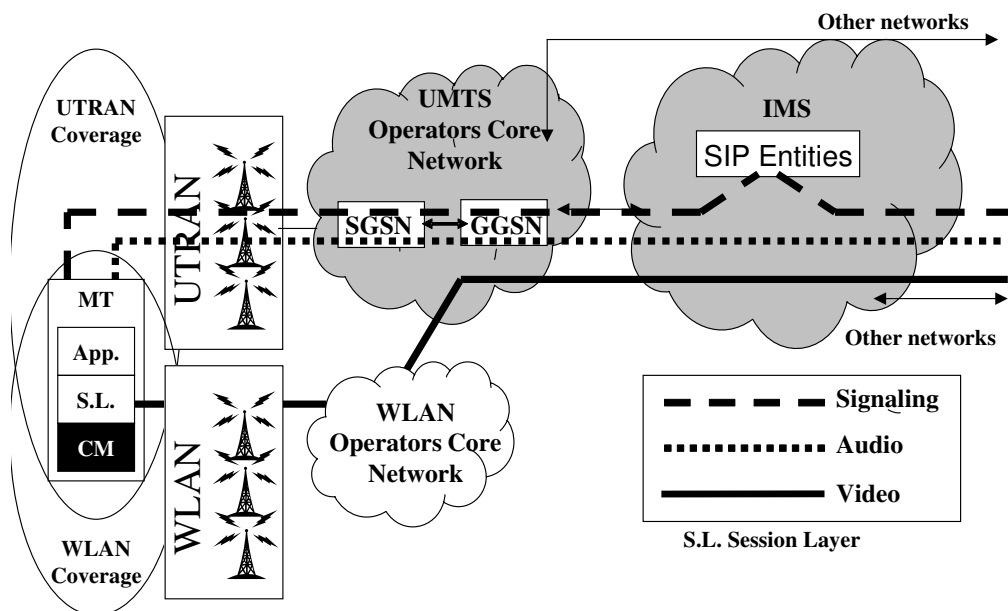 Other networks
UTRAN
Coverage
UMTS
Operators Core
Network
IMS
SIP Entities
UTRAN
SGSN
GGSN
MT
App.
S.L.
CM
Other networks
WLAN
WLAN
Operators Core
Network
Signaling
Audio
Video
WLAN
Coverage
S.L. Session Layer